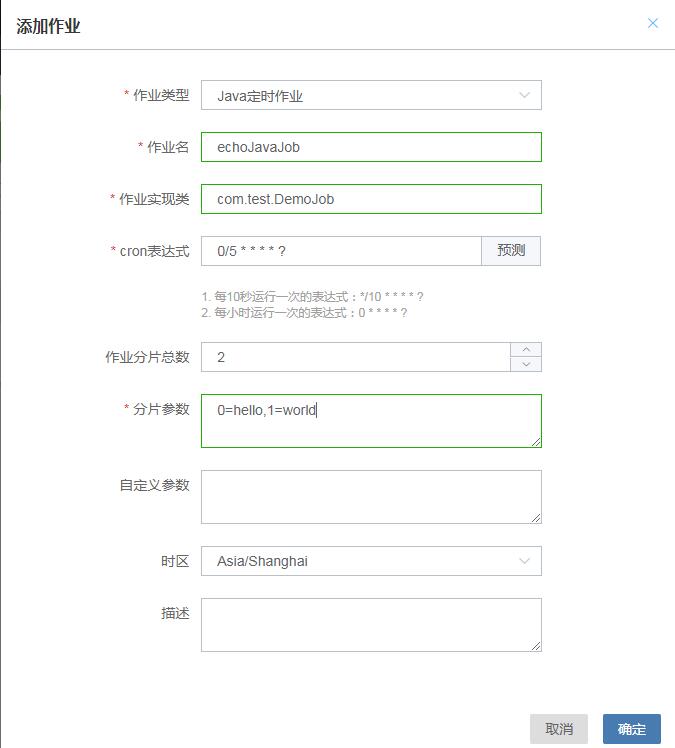 添加作业
* 作业类型 Java定时作业
* 作业名 echoJavaJob
* 作业实现类 com.test.DemoJob
* cron表达式 0/5 * * * * ? 预测
1. 每10秒运行一次的表达式：*/10 * * * * ?
2. 每小时运行一次的表达式：0 * * * * ?
作业分片总数 2
* 分片参数 0=hello,1=world
自定义参数
时区 Asia/Shanghai
描述
取消 确定